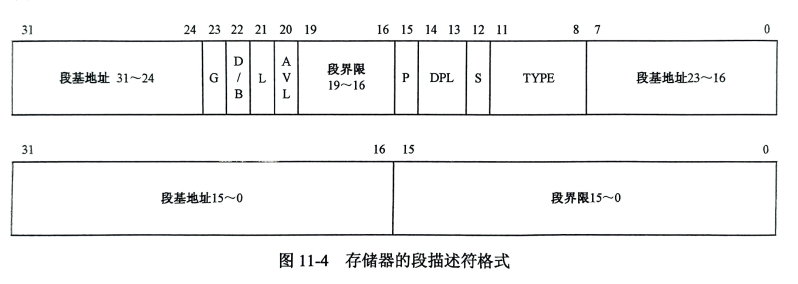 31 24 23 22 21 20 19 16 15 14 13 12 11 8 7 0
段基地址 31～24 G D/B L AVL 段界限 19～16 P DPL S TYPE 段基地址23～16
31 16 15 0
段基地址15～0 段界限15～0
图 11-4 存储器的段描述符格式